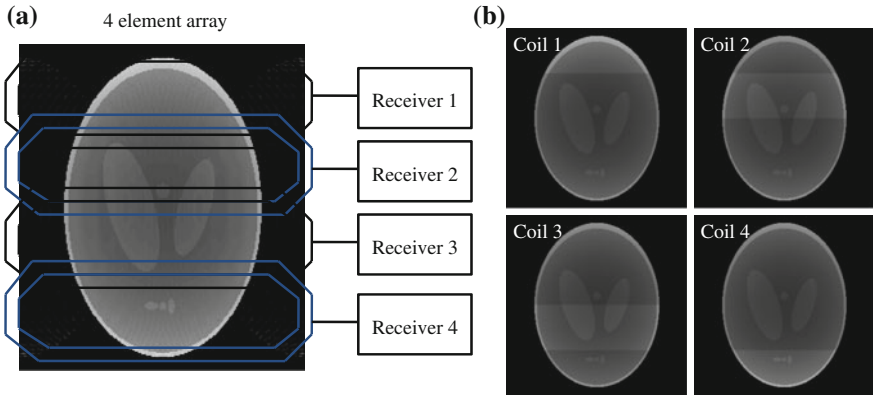 (a)
4 element array
Receiver 1
Receiver 2
Receiver 3
Receiver 4
(b)
Coil 1
Coil 2
Coil 3
Coil 4